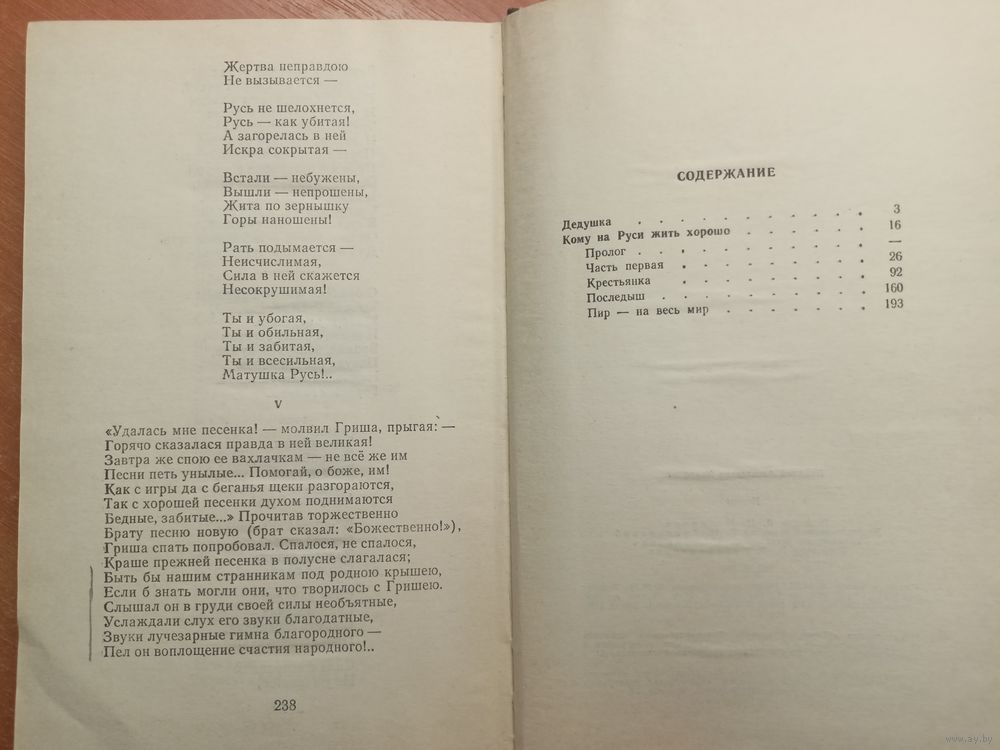 Жертва неправдою
Не вызывается —
Русь не шелохнется,
Русь — как убитая!
А загорелась в ней
Искра сокрытая —
Встали — небужены,
Вышли — непрошены,
Жита по зернышку
Горы наношены!
Рать подымается —
Неисчислимая,
Сила в ней скажется
Несокрушимая!
Ты и убогая,
Ты и обильная,
Ты и забитая,
Ты и всесильная,
Матушка Русь!..
V
«Удалась мне песенка! — молвил Гриша, прыгая: —
Горячо сказалася правда в ней великая!
Завтра же спою ее вахлачкам — не всё же им
Песни петь унылые... Помогай, о боже, им!
Как с игры да с беганья щеки разгораются,
Так с хорошей песенки духом поднимаются
Бедные, забитые...» Прочитав торжественно
Брату песню новую (брат сказал: «Божественно!»),
Гриша спать попробовал. Спалося, не спалося,
Краше прежней песенка в полусне слагалася;
Быть бы нашим странникам под родною крышею,
Если б знать могли они, что творилось с Гришею.
Слышал он в груди своей силы необъятные,
Услаждали слух его звуки благодатные,
Звуки лучезарные гимна благородного —
Пел он воплощение счастия народного!..
238
СОДЕРЖАНИЕ
Дедушка . . . . . . . . . . 3
Кому на Руси жить хорошо . . . . . . 16
Пролог . . . . . . . . . . —
Часть первая . . . . . . . . 26
Крестьянка . . . . . . . . 92
Последыш . . . . . . . . . 160
Пир — на весь мир . . . . . . 193
www.ay.by